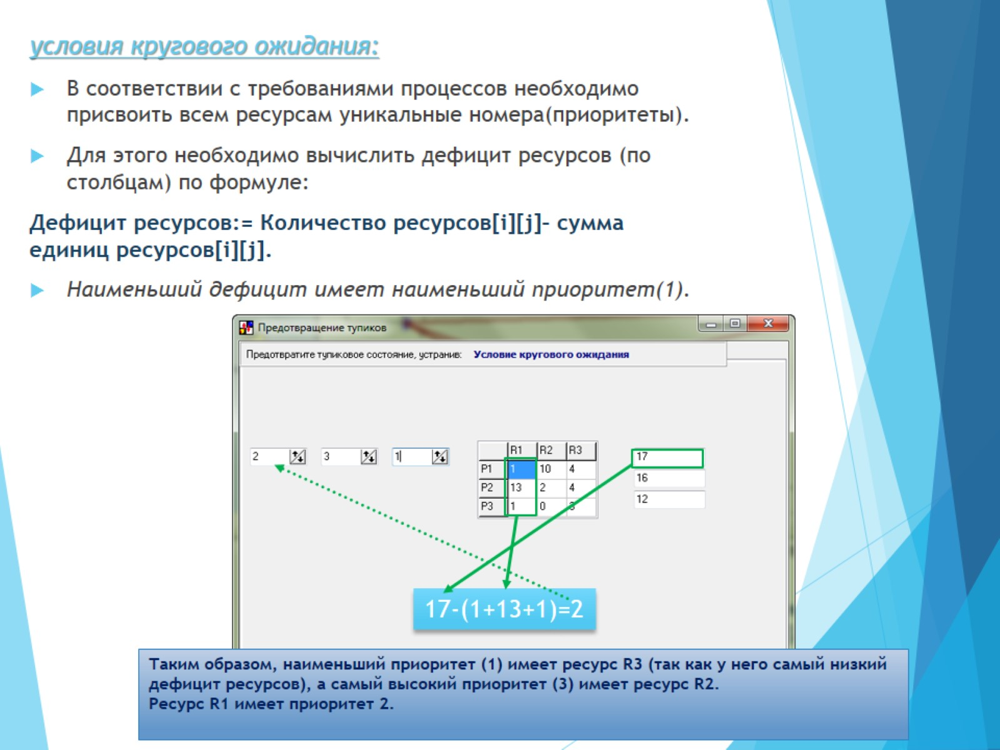 условия кругового ожидания:
В соответствии с требованиями процессов необходимо
присвоить всем ресурсам уникальные номера(приоритеты).
Для этого необходимо вычислить дефицит ресурсов (по
столбцам) по формуле:
Дефицит ресурсов:= Количество ресурсов[i][j]- сумма
единиц ресурсов[i][j].
Наименьший дефицит имеет наименьший приоритет(1).
Предотвращение тупиков
Предотвратите тупиковое состояние, устранив: Условие кругового ожидания
2 3 1
R1 R2 R3
P1 1 10 4
P2 13 2 4
P3 1 0
17
16
12
17-(1+13+1)=2
Таким образом, наименьший приоритет (1) имеет ресурс R3 (так как у него самый низкий
дефицит ресурсов), а самый высокий приоритет (3) имеет ресурс R2.
Ресурс R1 имеет приоритет 2.